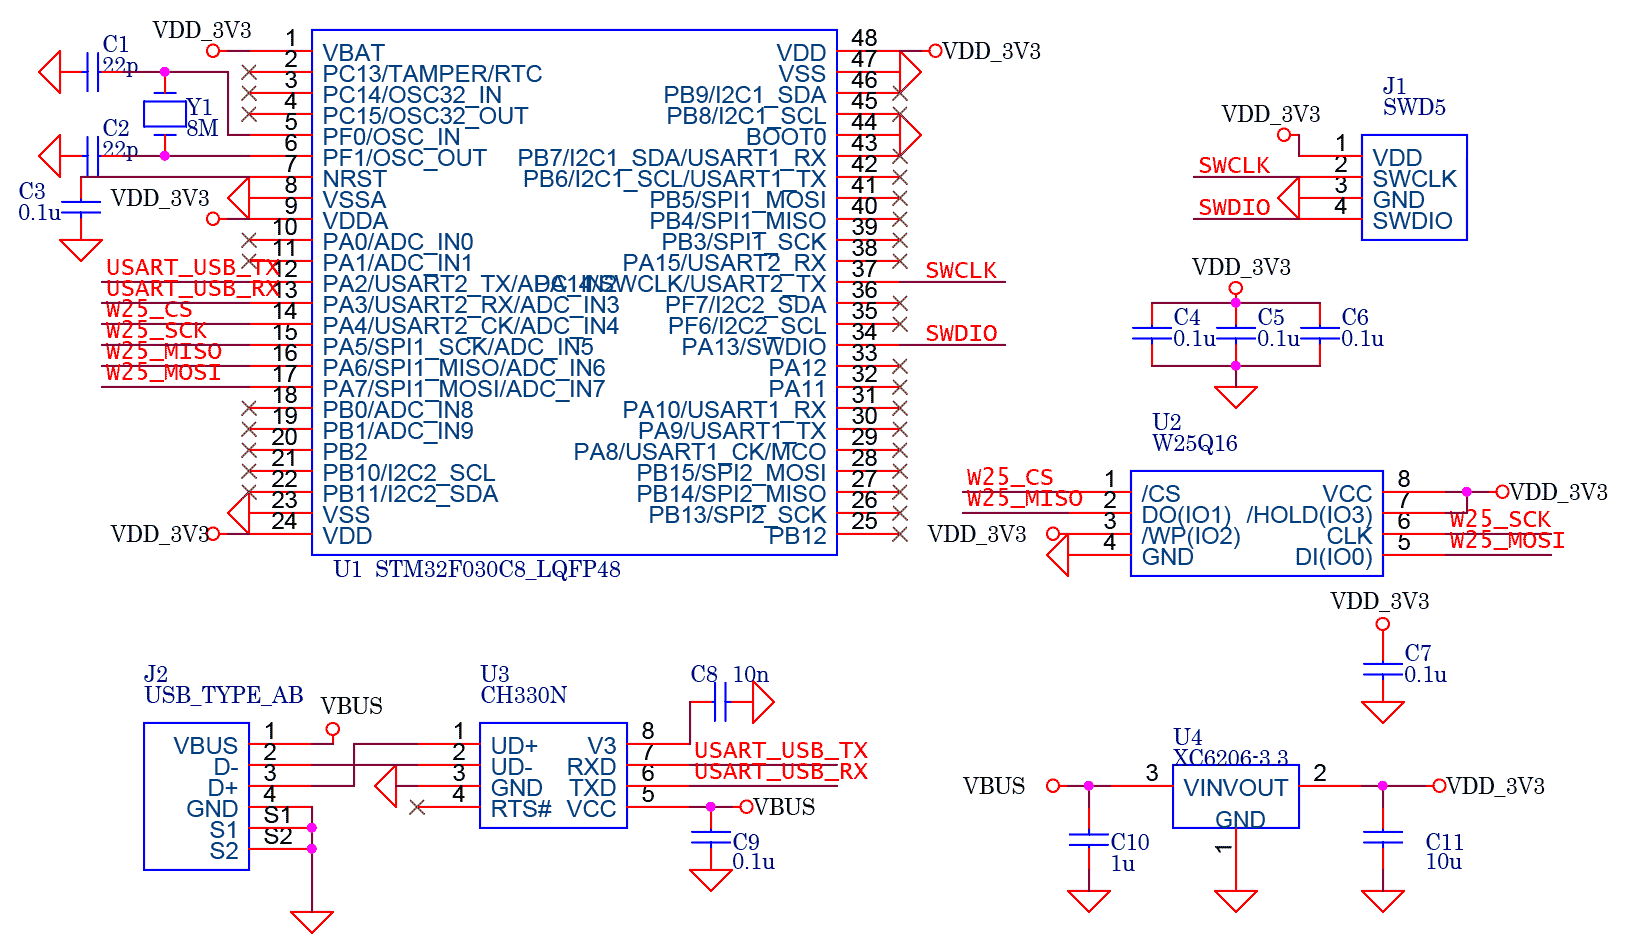 C1
22p
C2
22p
Y1
8M
C3
0.1u
VDD_3V3
VDD_3V3
VDD_3V3
USART_USB_TX
USART_USB_RX
W25_CS
W25_SCK
W25_MISO
W25_MOSI
1 VBAT
2 PC13/TAMPER/RTC
3 PC14/OSC32_IN
4 PC15/OSC32_OUT
5 PF0/OSC_IN
6 PF1/OSC_OUT
7 NRST
8 VSSA
9 VDDA
10 PA0/ADC_IN0
11 PA1/ADC_IN1
12 PA2/USART2_TX/ADC_IN2
13 PA3/USART2_RX/ADC_IN3
14 PA4/USART2_CK/ADC_IN4
15 PA5/SPI1_SCK/ADC_IN5
16 PA6/SPI1_MISO/ADC_IN6
17 PA7/SPI1_MOSI/ADC_IN7
18 PB0/ADC_IN8
19 PB1/ADC_IN9
20 PB2
21 PB10/I2C2_SCL
22 PB11/I2C2_SDA
23 VSS
24 VDD
VDD 48
VSS 47
PB9/I2C1_SDA 46
PB8/I2C1_SCL 45
BOOT0 44
PB7/I2C1_SDA/USART1_RX 43
PB6/I2C1_SCL/USART1_TX 42
PB5/SPI1_MOSI 41
PB4/SPI1_MISO 40
PB3/SPI1_SCK 39
PA15/USART2_RX 38
PA14/SWCLK/USART2_TX 37
PF7/I2C2_SDA 36
PF6/I2C2_SCL 35
PA13/SWDIO 34
PA12 33
PA11 32
PA10/USART1_RX 31
PA9/USART1_TX 30
PA8/USART1_CK/MCO 29
PB15/SPI2_MOSI 28
PB14/SPI2_MISO 27
PB13/SPI2_SCK 26
PB12 25
VDD_3V3
SWCLK
SWDIO
U1 STM32F030C8_LQFP48
J1
SWD5
VDD_3V3
SWCLK
SWDIO
1 VDD
2 SWCLK
3 GND
4 SWDIO
VDD_3V3
C4
0.1u
C5
0.1u
C6
0.1u
U2
W25Q16
W25_CS
W25_MISO
VDD_3V3
1 /CS
2 DO(IO1)
3 /WP(IO2)
4 GND
VCC 8
/HOLD(IO3) 7
CLK 6
DI(IO0) 5
VDD_3V3
W25_SCK
W25_MOSI
VDD_3V3
C7
0.1u
J2
USB_TYPE_AB
VBUS
VBUS 1
D- 2
D+ 3
GND 4
S1 S1
S2 S2
U3
CH330N
1 UD+
2 UD-
3 GND
4 RTS#
V3 8
RXD 7
TXD 6
VCC 5
C8 10n
USART_USB_TX
USART_USB_RX
VBUS
C9
0.1u
U4
XC6206-3.3
VBUS
3 VIN
VOUT 2
GND
1
VDD_3V3
C10
1u
C11
10u